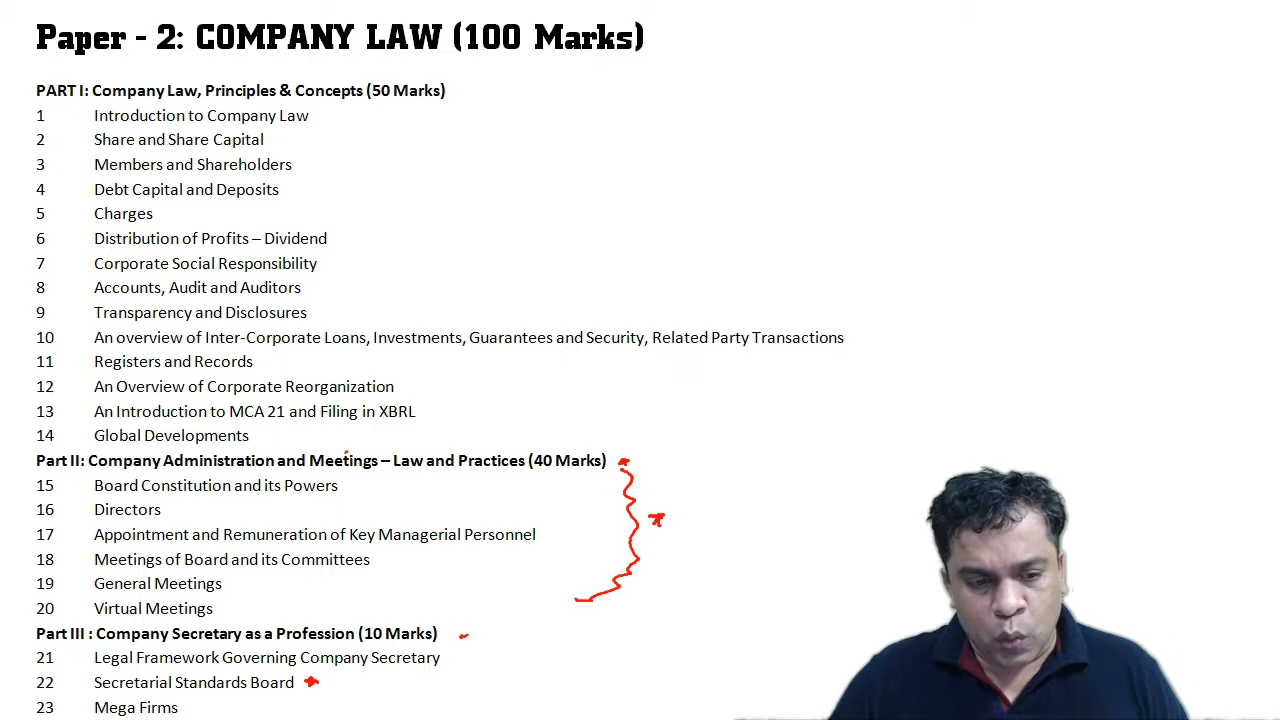 Paper - 2: COMPANY LAW (100 Marks)
PART I: Company Law, Principles & Concepts (50 Marks)
1 Introduction to Company Law
2 Share and Share Capital
3 Members and Shareholders
4 Debt Capital and Deposits
5 Charges
6 Distribution of Profits – Dividend
7 Corporate Social Responsibility
8 Accounts, Audit and Auditors
9 Transparency and Disclosures
10 An overview of Inter-Corporate Loans, Investments, Guarantees and Security, Related Party Transactions
11 Registers and Records
12 An Overview of Corporate Reorganization
13 An Introduction to MCA 21 and Filing in XBRL
14 Global Developments
Part II: Company Administration and Meetings – Law and Practices (40 Marks)
15 Board Constitution and its Powers
16 Directors
17 Appointment and Remuneration of Key Managerial Personnel
18 Meetings of Board and its Committees
19 General Meetings
20 Virtual Meetings
Part III : Company Secretary as a Profession (10 Marks)
21 Legal Framework Governing Company Secretary
22 Secretarial Standards Board
23 Mega Firms